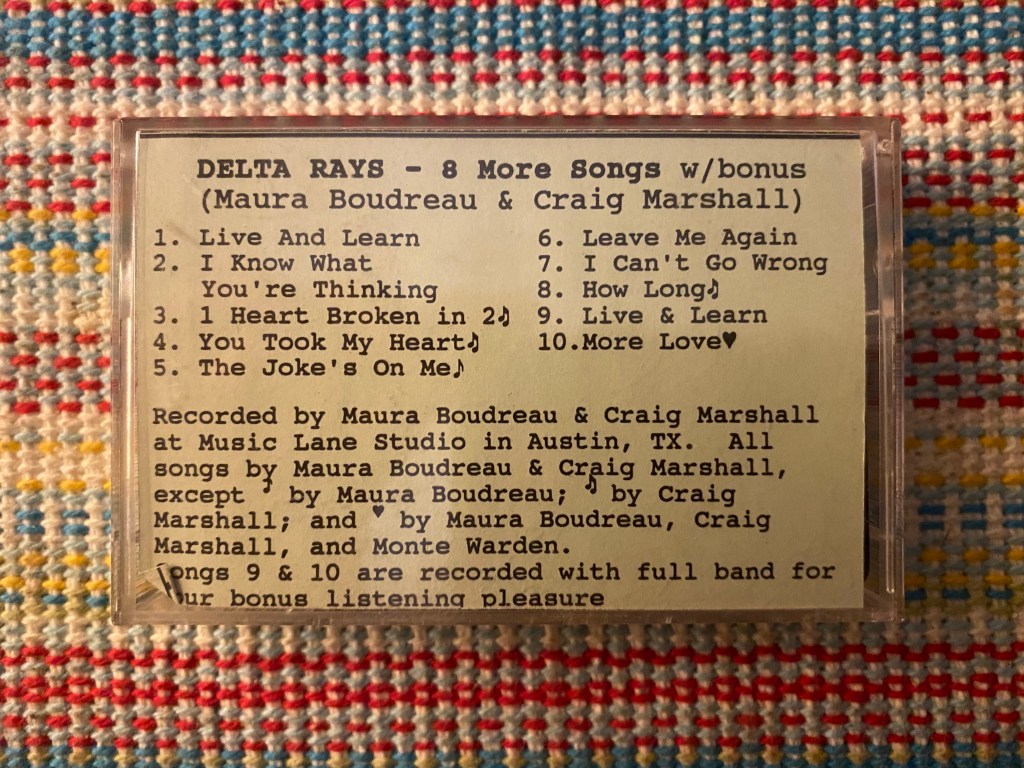 DELTA RAYS - 8 More Songs w/bonus
(Maura Boudreau & Craig Marshall)
1. Live And Learn
2. I Know What
You're Thinking
3. 1 Heart Broken in 2♪
4. You Took My Heart♪
5. The Joke's On Me♪
6. Leave Me Again
7. I Can't Go Wrong
8. How Long♪
9. Live & Learn
10.More Love♥
Recorded by Maura Boudreau & Craig Marshall
at Music Lane Studio in Austin, TX. All
songs by Maura Boudreau & Craig Marshall,
except ♪ by Maura Boudreau; ♪ by Craig
Marshall; and ♥ by Maura Boudreau, Craig
Marshall, and Monte Warden.
Songs 9 & 10 are recorded with full band for
your bonus listening pleasure